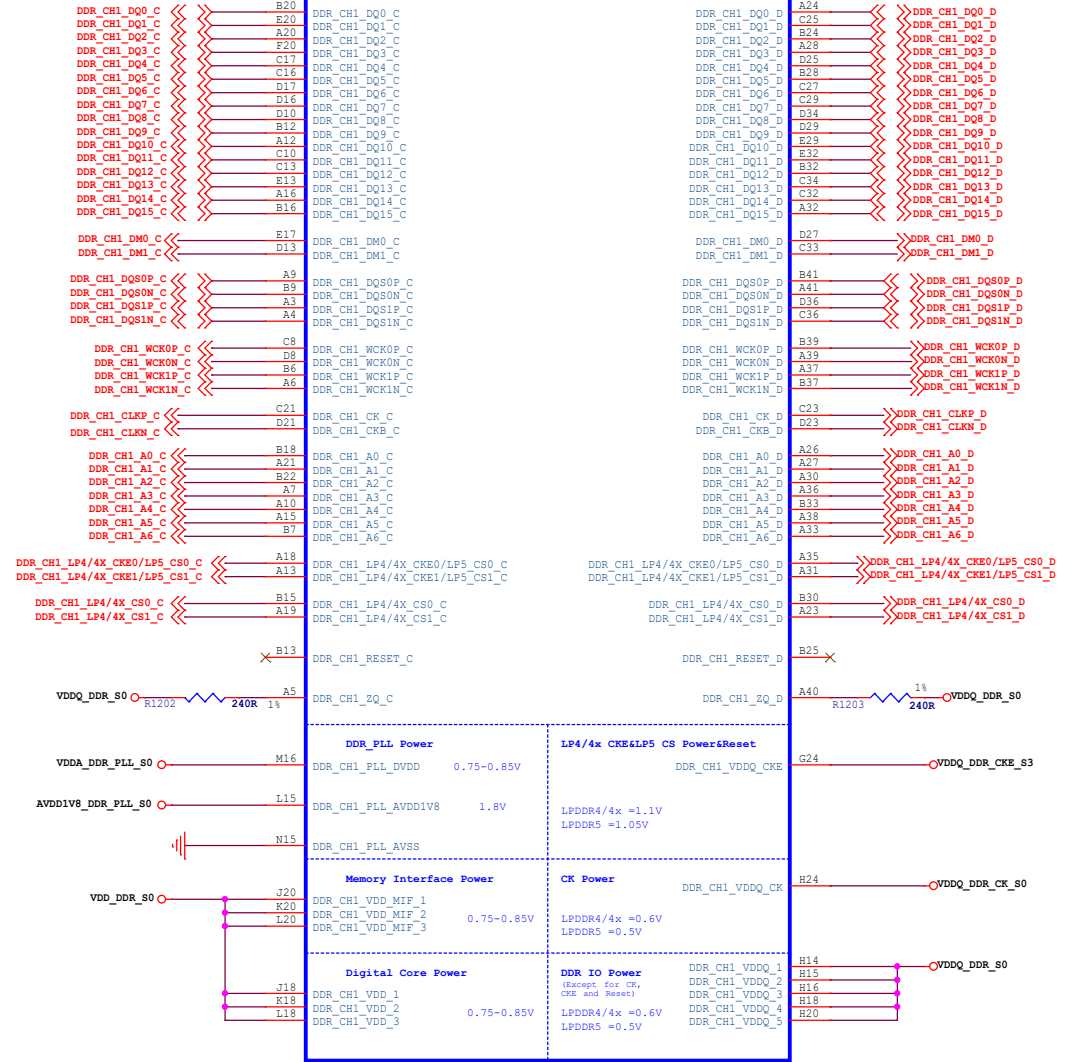 DDR_CH1_DQ0_C B20 DDR_CH1_DQ0_C DDR_CH1_DQ0_D A24 DDR_CH1_DQ0_D
DDR_CH1_DQ1_C E20 DDR_CH1_DQ1_C DDR_CH1_DQ1_D C25 DDR_CH1_DQ1_D
DDR_CH1_DQ2_C A20 DDR_CH1_DQ2_C DDR_CH1_DQ2_D B24 DDR_CH1_DQ2_D
DDR_CH1_DQ3_C F20 DDR_CH1_DQ3_C DDR_CH1_DQ3_D A28 DDR_CH1_DQ3_D
DDR_CH1_DQ4_C C17 DDR_CH1_DQ4_C DDR_CH1_DQ4_D D25 DDR_CH1_DQ4_D
DDR_CH1_DQ5_C C16 DDR_CH1_DQ5_C DDR_CH1_DQ5_D B28 DDR_CH1_DQ5_D
DDR_CH1_DQ6_C D17 DDR_CH1_DQ6_C DDR_CH1_DQ6_D C27 DDR_CH1_DQ6_D
DDR_CH1_DQ7_C D16 DDR_CH1_DQ7_C DDR_CH1_DQ7_D C29 DDR_CH1_DQ7_D
DDR_CH1_DQ8_C D10 DDR_CH1_DQ8_C DDR_CH1_DQ8_D D34 DDR_CH1_DQ8_D
DDR_CH1_DQ9_C B12 DDR_CH1_DQ9_C DDR_CH1_DQ9_D D29 DDR_CH1_DQ9_D
DDR_CH1_DQ10_C A12 DDR_CH1_DQ10_C DDR_CH1_DQ10_D E29 DDR_CH1_DQ10_D
DDR_CH1_DQ11_C C10 DDR_CH1_DQ11_C DDR_CH1_DQ11_D E32 DDR_CH1_DQ11_D
DDR_CH1_DQ12_C C13 DDR_CH1_DQ12_C DDR_CH1_DQ12_D B32 DDR_CH1_DQ12_D
DDR_CH1_DQ13_C E13 DDR_CH1_DQ13_C DDR_CH1_DQ13_D C34 DDR_CH1_DQ13_D
DDR_CH1_DQ14_C A16 DDR_CH1_DQ14_C DDR_CH1_DQ14_D C32 DDR_CH1_DQ14_D
DDR_CH1_DQ15_C B16 DDR_CH1_DQ15_C DDR_CH1_DQ15_D A32 DDR_CH1_DQ15_D
DDR_CH1_DM0_C E17 DDR_CH1_DM0_C DDR_CH1_DM0_D D27 DDR_CH1_DM0_D
DDR_CH1_DM1_C D13 DDR_CH1_DM1_C DDR_CH1_DM1_D C33 DDR_CH1_DM1_D
DDR_CH1_DQS0P_C A9 DDR_CH1_DQS0P_C DDR_CH1_DQS0P_D B41 DDR_CH1_DQS0P_D
DDR_CH1_DQS0N_C B9 DDR_CH1_DQS0N_C DDR_CH1_DQS0N_D A41 DDR_CH1_DQS0N_D
DDR_CH1_DQS1P_C A3 DDR_CH1_DQS1P_C DDR_CH1_DQS1P_D D36 DDR_CH1_DQS1P_D
DDR_CH1_DQS1N_C A4 DDR_CH1_DQS1N_C DDR_CH1_DQS1N_D C36 DDR_CH1_DQS1N_D
DDR_CH1_WCK0P_C C8 DDR_CH1_WCK0P_C DDR_CH1_WCK0P_D B39 DDR_CH1_WCK0P_D
DDR_CH1_WCK0N_C D8 DDR_CH1_WCK0N_C DDR_CH1_WCK0N_D A39 DDR_CH1_WCK0N_D
DDR_CH1_WCK1P_C B6 DDR_CH1_WCK1P_C DDR_CH1_WCK1P_D A37 DDR_CH1_WCK1P_D
DDR_CH1_WCK1N_C A6 DDR_CH1_WCK1N_C DDR_CH1_WCK1N_D B37 DDR_CH1_WCK1N_D
DDR_CH1_CLKP_C C21 DDR_CH1_CK_C DDR_CH1_CK_D C23 DDR_CH1_CLKP_D
DDR_CH1_CLKN_C D21 DDR_CH1_CKB_C DDR_CH1_CKB_D D23 DDR_CH1_CLKN_D
DDR_CH1_A0_C B18 DDR_CH1_A0_C DDR_CH1_A0_D A26 DDR_CH1_A0_D
DDR_CH1_A1_C A21 DDR_CH1_A1_C DDR_CH1_A1_D A27 DDR_CH1_A1_D
DDR_CH1_A2_C B22 DDR_CH1_A2_C DDR_CH1_A2_D A30 DDR_CH1_A2_D
DDR_CH1_A3_C A7 DDR_CH1_A3_C DDR_CH1_A3_D A36 DDR_CH1_A3_D
DDR_CH1_A4_C A10 DDR_CH1_A4_C DDR_CH1_A4_D B33 DDR_CH1_A4_D
DDR_CH1_A5_C A15 DDR_CH1_A5_C DDR_CH1_A5_D A38 DDR_CH1_A5_D
DDR_CH1_A6_C B7 DDR_CH1_A6_C DDR_CH1_A6_D A33 DDR_CH1_A6_D
DDR_CH1_LP4/4X_CKE0/LP5_CS0_C A18 DDR_CH1_LP4/4X_CKE0/LP5_CS0_C DDR_CH1_LP4/4X_CKE0/LP5_CS0_D A35 DDR_CH1_LP4/4X_CKE0/LP5_CS0_D
DDR_CH1_LP4/4X_CKE1/LP5_CS1_C A13 DDR_CH1_LP4/4X_CKE1/LP5_CS1_C DDR_CH1_LP4/4X_CKE1/LP5_CS1_D A31 DDR_CH1_LP4/4X_CKE1/LP5_CS1_D
DDR_CH1_LP4/4X_CS0_C B15 DDR_CH1_LP4/4X_CS0_C DDR_CH1_LP4/4X_CS0_D B30 DDR_CH1_LP4/4X_CS0_D
DDR_CH1_LP4/4X_CS1_C A19 DDR_CH1_LP4/4X_CS1_C DDR_CH1_LP4/4X_CS1_D A23 DDR_CH1_LP4/4X_CS1_D
B13 DDR_CH1_RESET_C DDR_CH1_RESET_D B25
VDDQ_DDR_S0 R1202 240R 1% A5 DDR_CH1_ZQ_C DDR_CH1_ZQ_D A40 R1203 1% 240R VDDQ_DDR_S0
DDR_PLL Power LP4/4x CKE&LP5 CS Power&Reset
VDDA_DDR_PLL_S0 M16 DDR_CH1_PLL_DVDD 0.75-0.85V DDR_CH1_VDDQ_CKE G24 VDDQ_DDR_CKE_S3
AVDD1V8_DDR_PLL_S0 L15 DDR_CH1_PLL_AVDD1V8 1.8V LPDDR4/4x =1.1V
LPDDR5 =1.05V
N15 DDR_CH1_PLL_AVSS
Memory Interface Power CK Power
DDR_CH1_VDDQ_CK H24 VDDQ_DDR_CK_S0
VDD_DDR_S0 J20 DDR_CH1_VDD_MIF_1
K20 DDR_CH1_VDD_MIF_2 0.75-0.85V LPDDR4/4x =0.6V
L20 DDR_CH1_VDD_MIF_3 LPDDR5 =0.5V
Digital Core Power DDR IO Power DDR_CH1_VDDQ_1 H14 VDDQ_DDR_S0
(Except for CK, DDR_CH1_VDDQ_2 H15
CKE and Reset)
J18 DDR_CH1_VDD_1 DDR_CH1_VDDQ_3 H16
K18 DDR_CH1_VDD_2 0.75-0.85V LPDDR4/4x =0.6V DDR_CH1_VDDQ_4 H18
L18 DDR_CH1_VDD_3 LPDDR5 =0.5V DDR_CH1_VDDQ_5 H20